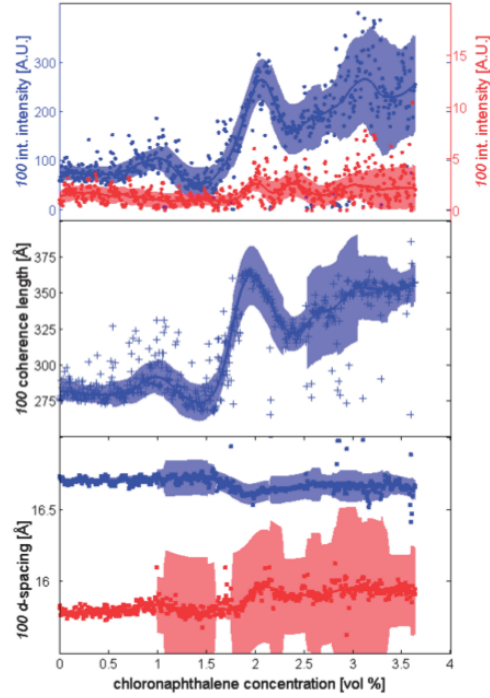 100 int. intensity [A.U.]
300
200
100
0
100 int. intensity [A.U.]
20
15
10
5
0
100 coherence length [Å]
375
350
325
300
275
100 d-spacing [Å]
16.5
16
0 0.5 1 1.5 2 2.5 3 3.5 4
chloronaphthalene concentration [vol %]